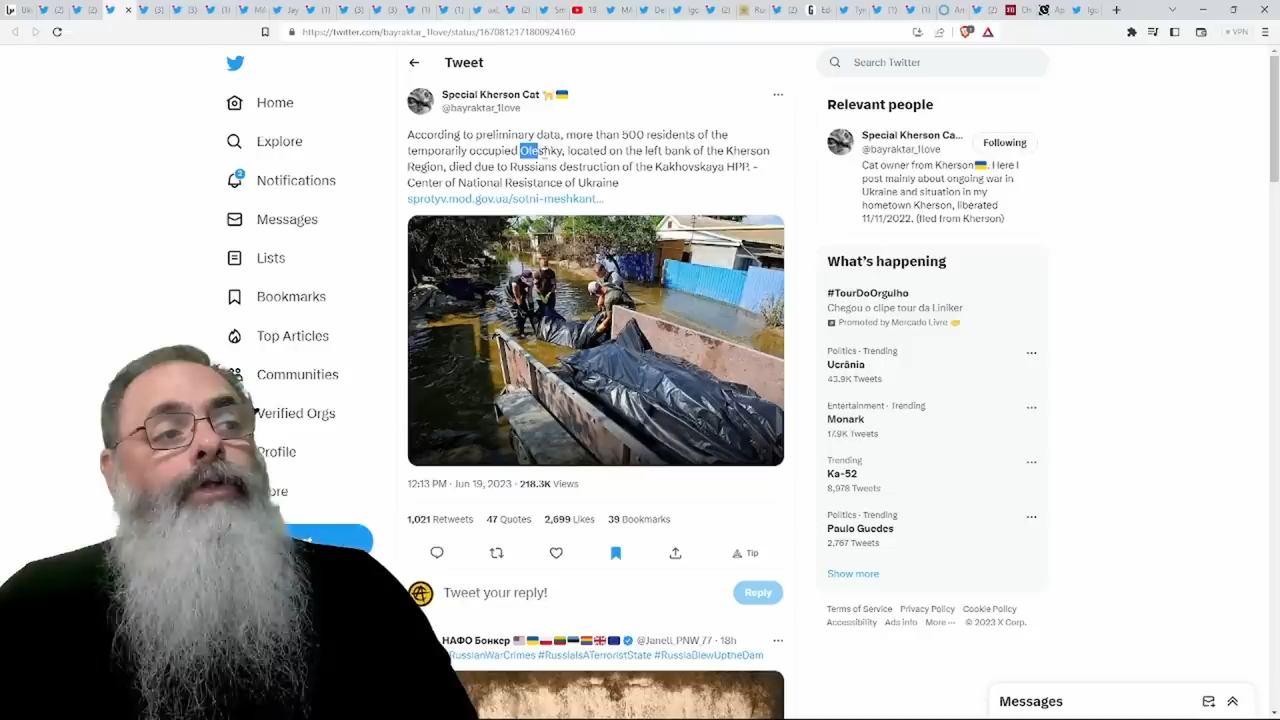 https://twitter.com/bayraktar_1love/status/1670812171800924160
VPN
Home
Explore
2
Notifications
Messages
Lists
Bookmarks
Top Articles
Communities
Verified Orgs
Profile
Tweet
Special Kherson Cat
@bayraktar_1love
According to preliminary data, more than 500 residents of the
temporarily occupied Oleshky, located on the left bank of the Kherson
Region, died due to Russians destruction of the Kakhovskaya HPP. -
Center of National Resistance of Ukraine
sprotyv.mod.gov.ua/sotni-meshkant...
12:13 PM · Jun 19, 2023 · 218.3K Views
1,021 Retweets 47 Quotes 2,699 Likes 39 Bookmarks
Tip
Tweet your reply!
Reply
НАФО Бонкер @Janeti_PNW_77 · 18h
RussianWarCrimes #RussiaIsATerroristState #RussiaBlewUptheDam
Search Twitter
Relevant people
Special Kherson Ca...
@bayraktar_1love
Following
Cat owner from Kherson. Here I
post mainly about ongoing war in
Ukraine and situation in my
hometown Kherson, liberated
11/11/2022. (fled from Kherson)
What's happening
#TourDoOrgulho
Chegou o clipe tour da Liniker
Promoted by Mercado Livre
Politics · Trending
Ucrânia
43.9K Tweets
Entertainment · Trending
Monark
17.9K Tweets
Trending
Ka-52
8,978 Tweets
Politics · Trending
Paulo Guedes
2,767 Tweets
Show more
Terms of Service Privacy Policy Cookie Policy
Accessibility Ads info More ··· © 2023 X Corp.
Messages